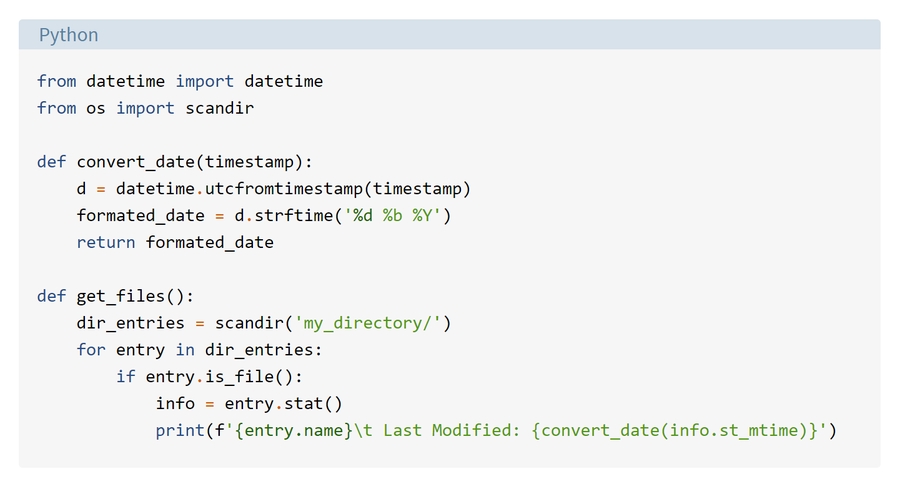 Python
from datetime import datetime
from os import scandir

def convert_date(timestamp):
    d = datetime.utcfromtimestamp(timestamp)
    formated_date = d.strftime('%d %b %Y')
    return formated_date

def get_files():
    dir_entries = scandir('my_directory/')
    for entry in dir_entries:
        if entry.is_file():
            info = entry.stat()
            print(f'{entry.name}\t Last Modified: {convert_date(info.st_mtime)}')